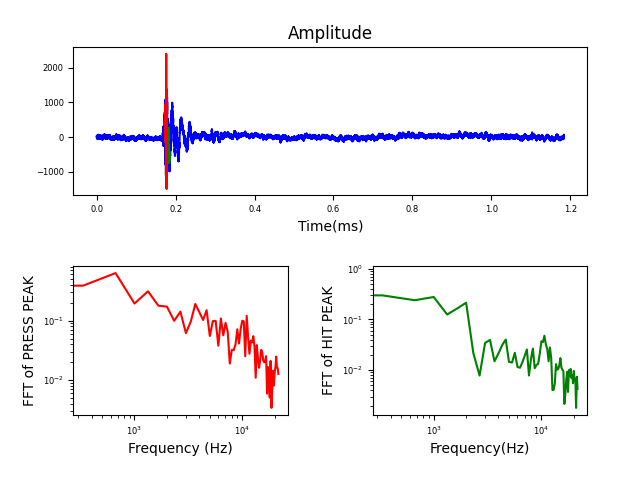 Amplitude
2000
1000
0
−1000
0.0 0.2 0.4 0.6 0.8 1.0 1.2
Time(ms)
FFT of PRESS PEAK
10⁻¹
10⁻²
10³ 10⁴
Frequency (Hz)
FFT of HIT PEAK
10⁰
10⁻¹
10⁻²
10³ 10⁴
Frequency(Hz)